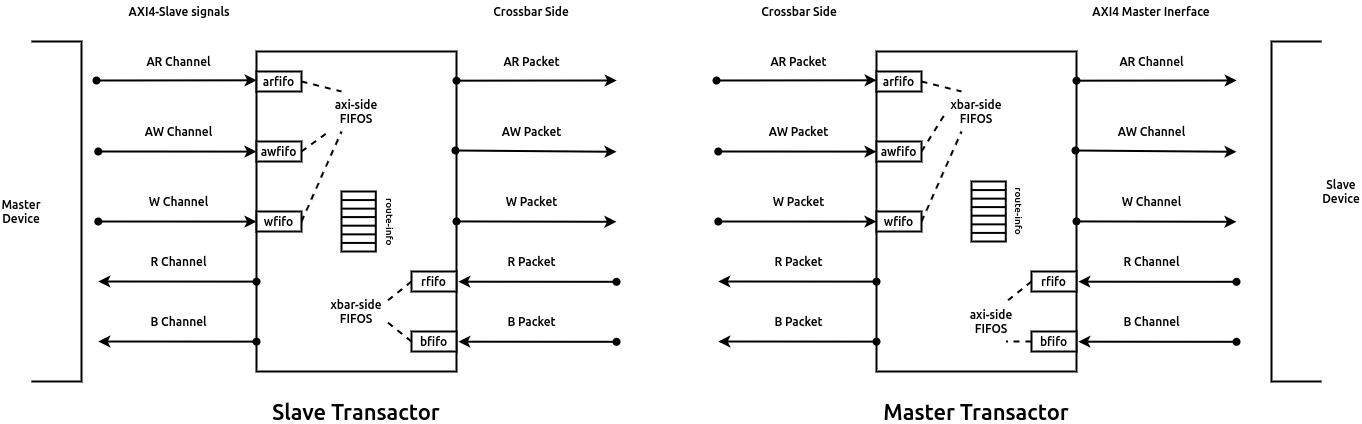 AXI4-Slave signals
Crossbar Side
Crossbar Side
AXI4 Master Inerface
AR Channel
AR Packet
AR Packet
AR Channel
arfifo
axi-side
FIFOS
arfifo
xbar-side
FIFOS
AW Channel
AW Packet
AW Packet
AW Channel
awfifo
awfifo
Master
Device
W Channel
W Packet
W Packet
W Channel
Slave
Device
wfifo
route-info
wfifo
route-info
R Channel
R Packet
R Packet
R Channel
rfifo
rfifo
xbar-side
FIFOS
axi-side
FIFOS
B Channel
B Packet
B Packet
B Channel
bfifo
bfifo
Slave Transactor
Master Transactor